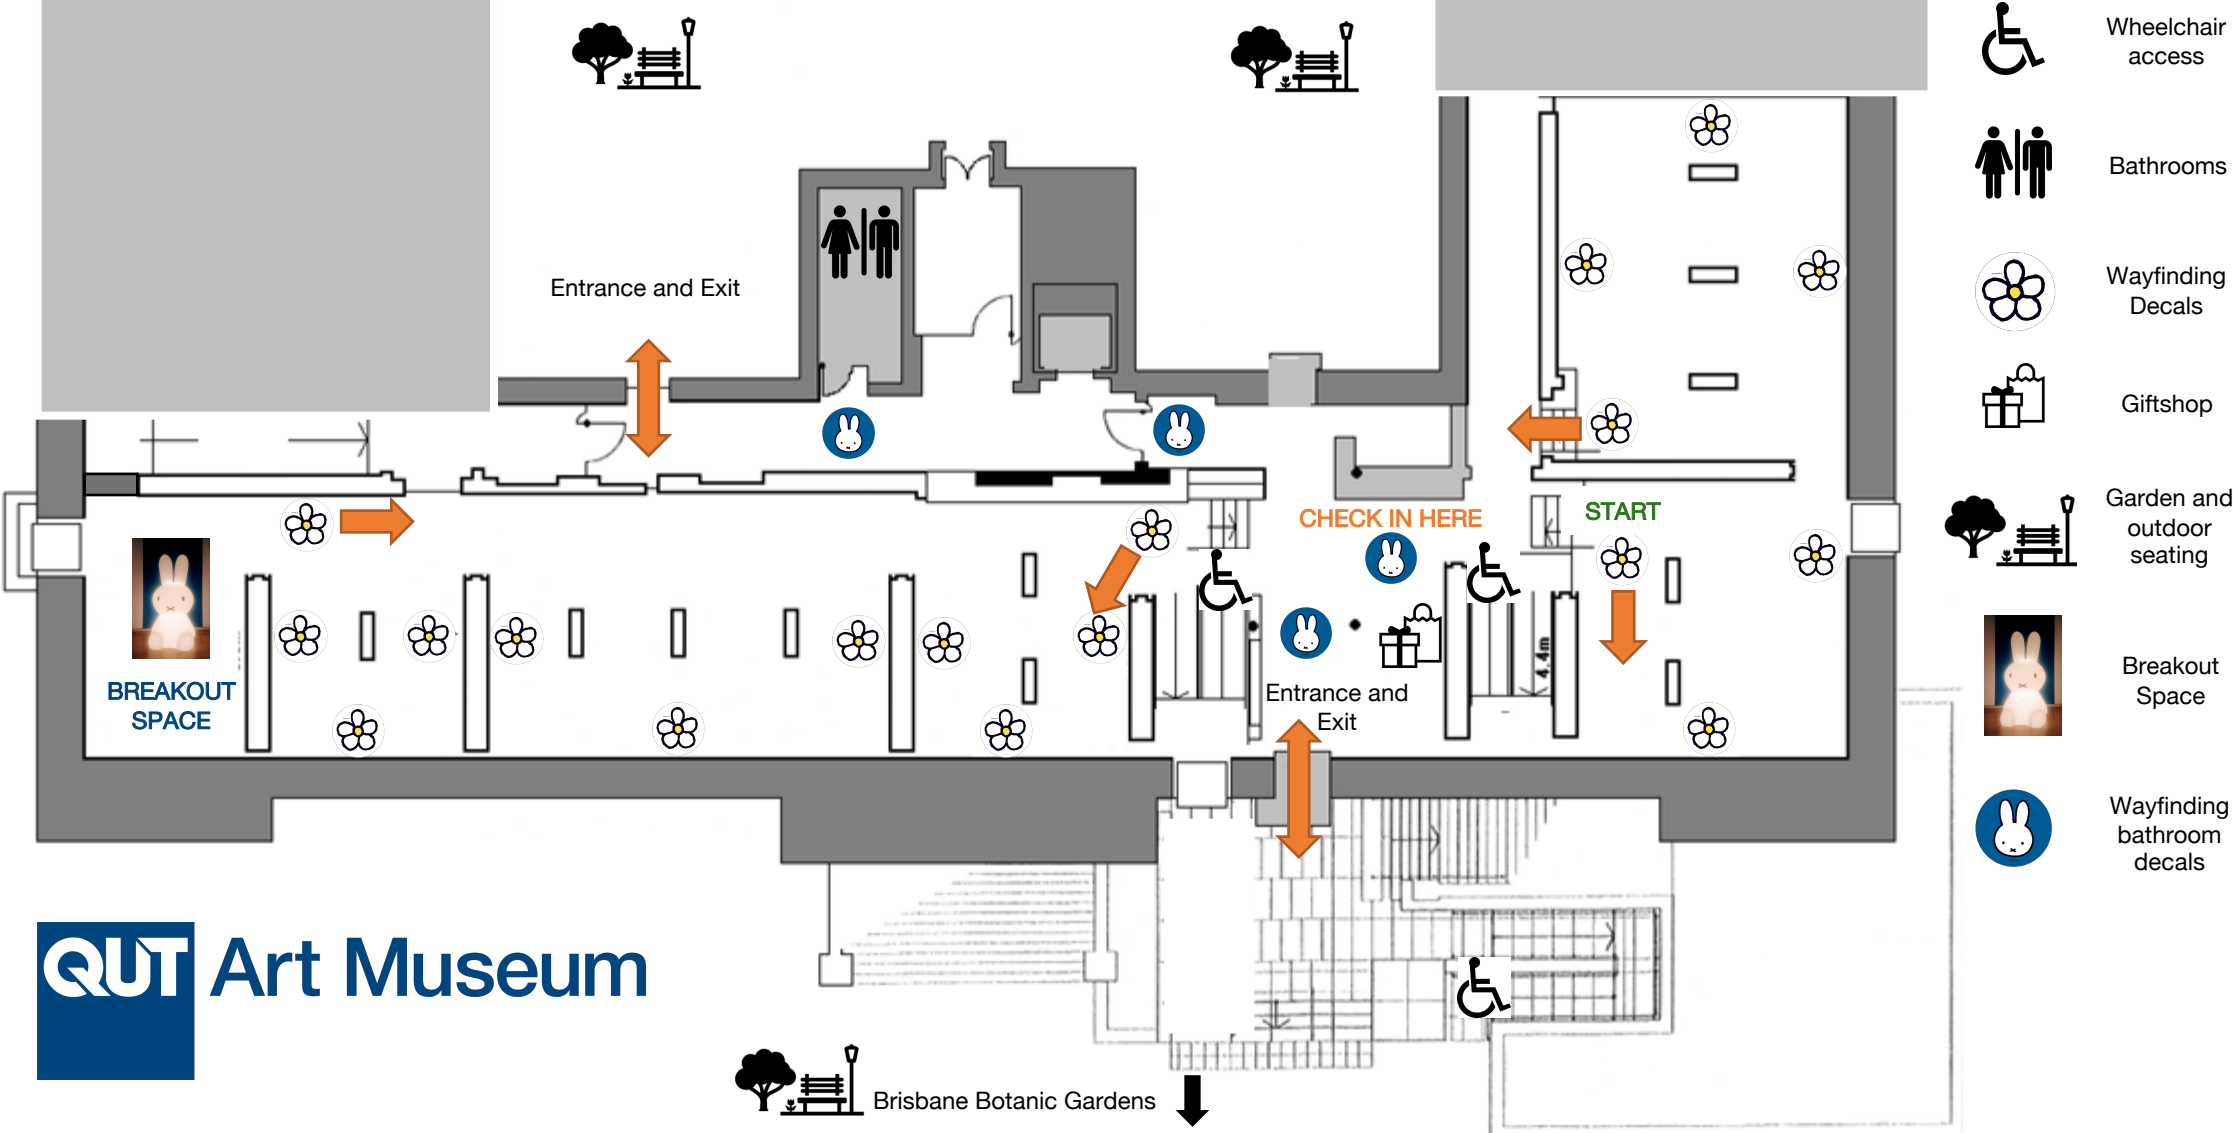 Wheelchair
access
Bathrooms
Wayfinding
Decals
Giftshop
Garden and
outdoor
seating
Breakout
Space
Wayfinding
bathroom
decals
Entrance and Exit
CHECK IN HERE
START
4.4m
BREAKOUT
SPACE
Entrance and
Exit
QUT Art Museum
Brisbane Botanic Gardens